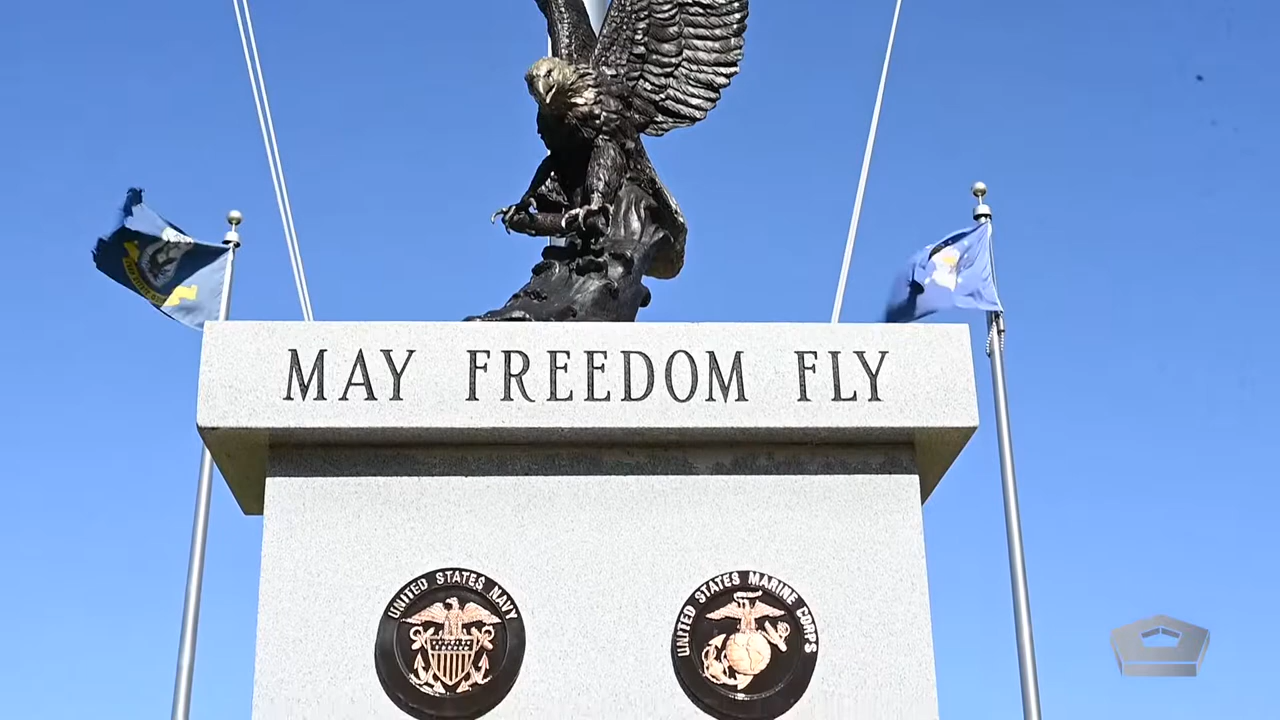 MAY FREEDOM FLY
UNITED STATES NAVY
UNITED STATES MARINE CORPS